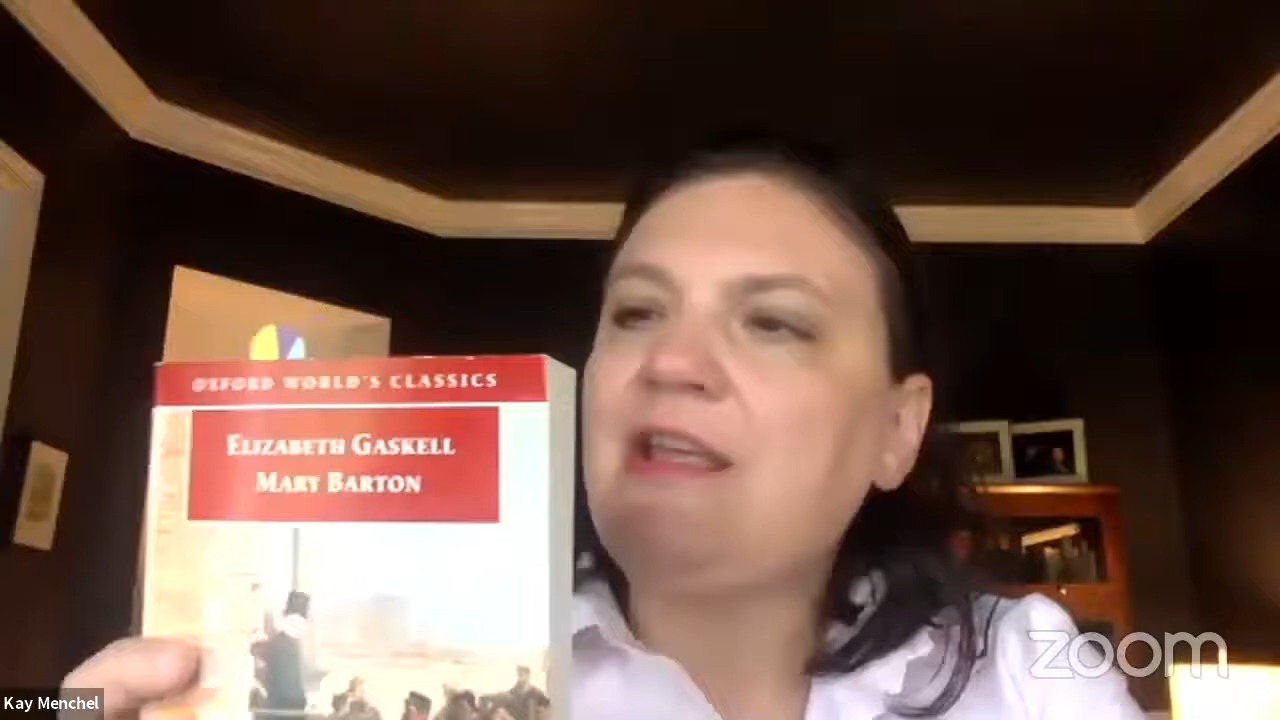 OXFORD WORLD'S CLASSICS
ELIZABETH GASKELL
MARY BARTON
Kay Menchel
zoom